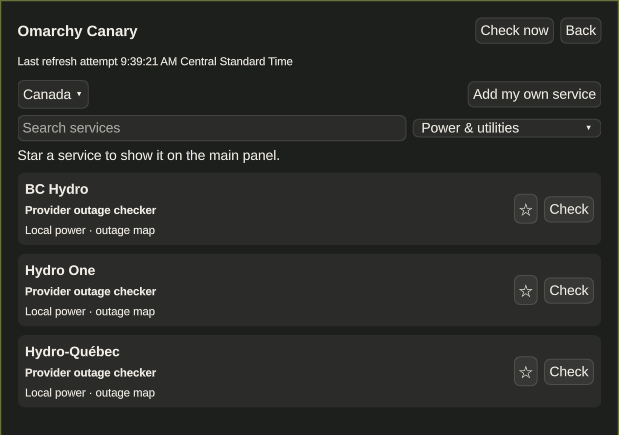 Omarchy Canary
Check now
Back
Last refresh attempt 9:39:21 AM Central Standard Time
Canada
Add my own service
Search services
Power & utilities
Star a service to show it on the main panel.
BC Hydro
Provider outage checker
Local power · outage map
☆
Check
Hydro One
Provider outage checker
Local power · outage map
☆
Check
Hydro-Québec
Provider outage checker
Local power · outage map
☆
Check